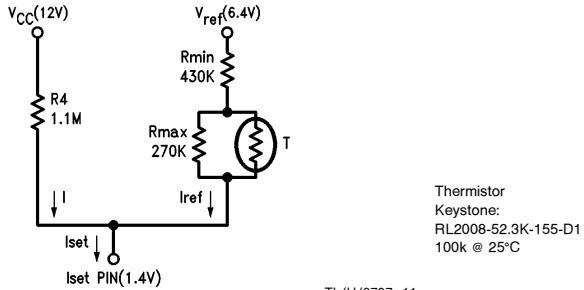 VCC(12V)
Vref(6.4V)
Rmin
430K
R4
1.1M
Rmax
270K
T
I
Iref
Iset
Iset PIN(1.4V)
Thermistor
Keystone:
RL2008-52.3K-155-D1
100k @ 25°C